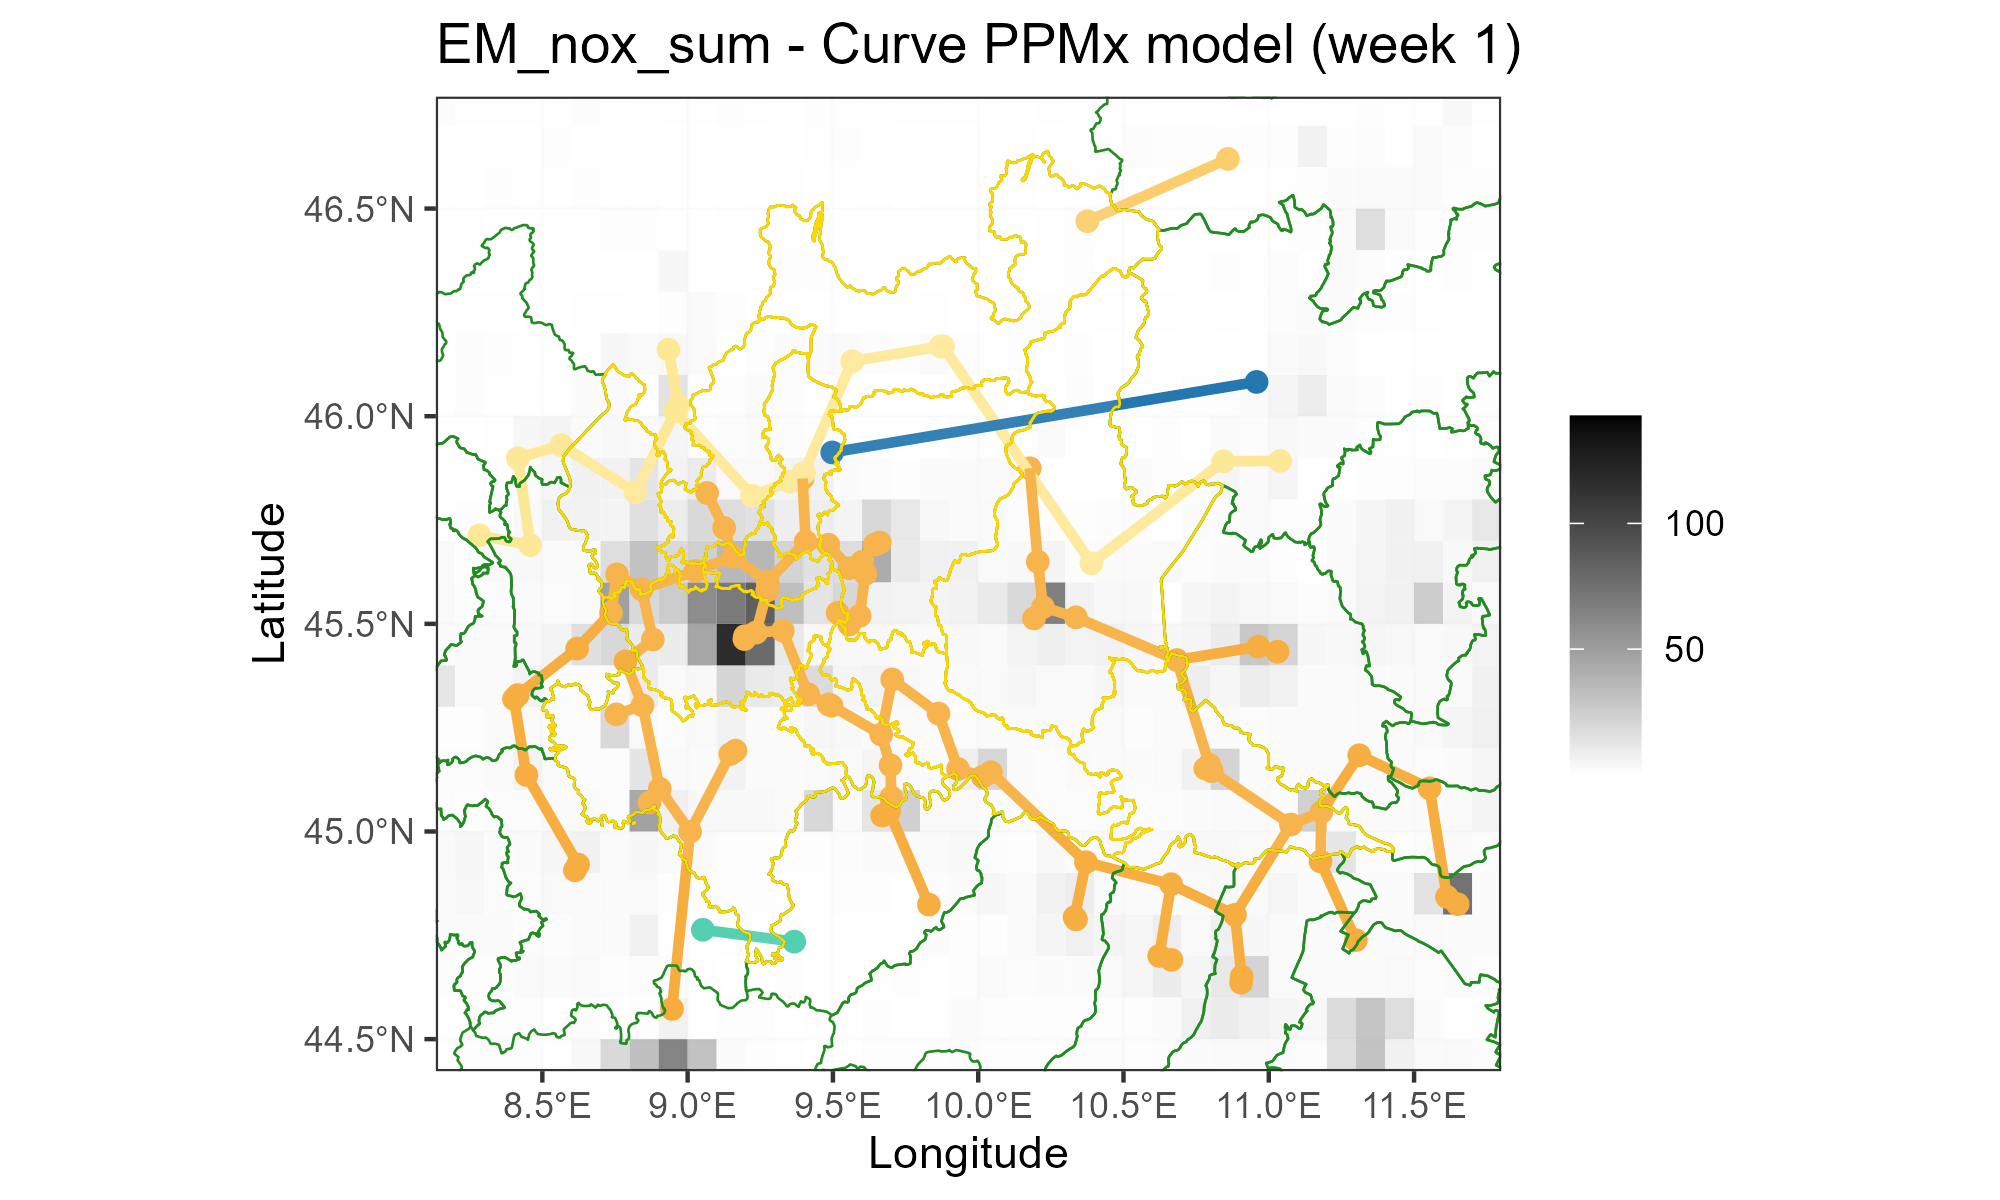 EM_nox_sum - Curve PPMx model (week 1)
46.5°N
46.0°N
45.5°N
45.0°N
44.5°N
Latitude
8.5°E 9.0°E 9.5°E 10.0°E 10.5°E 11.0°E 11.5°E
Longitude
100
50